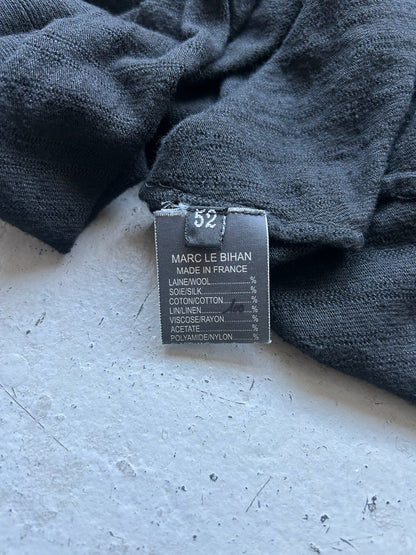 52
MARC LE BIHAN
MADE IN FRANCE
LAINE/WOOL....................%
SOIE/SILK.......................%
COTON/COTTON..............%
LIN/LINEN............100.......%
VISCOSE/RAYON............%
ACETATE.......................%
POLYAMIDE/NYLON........%